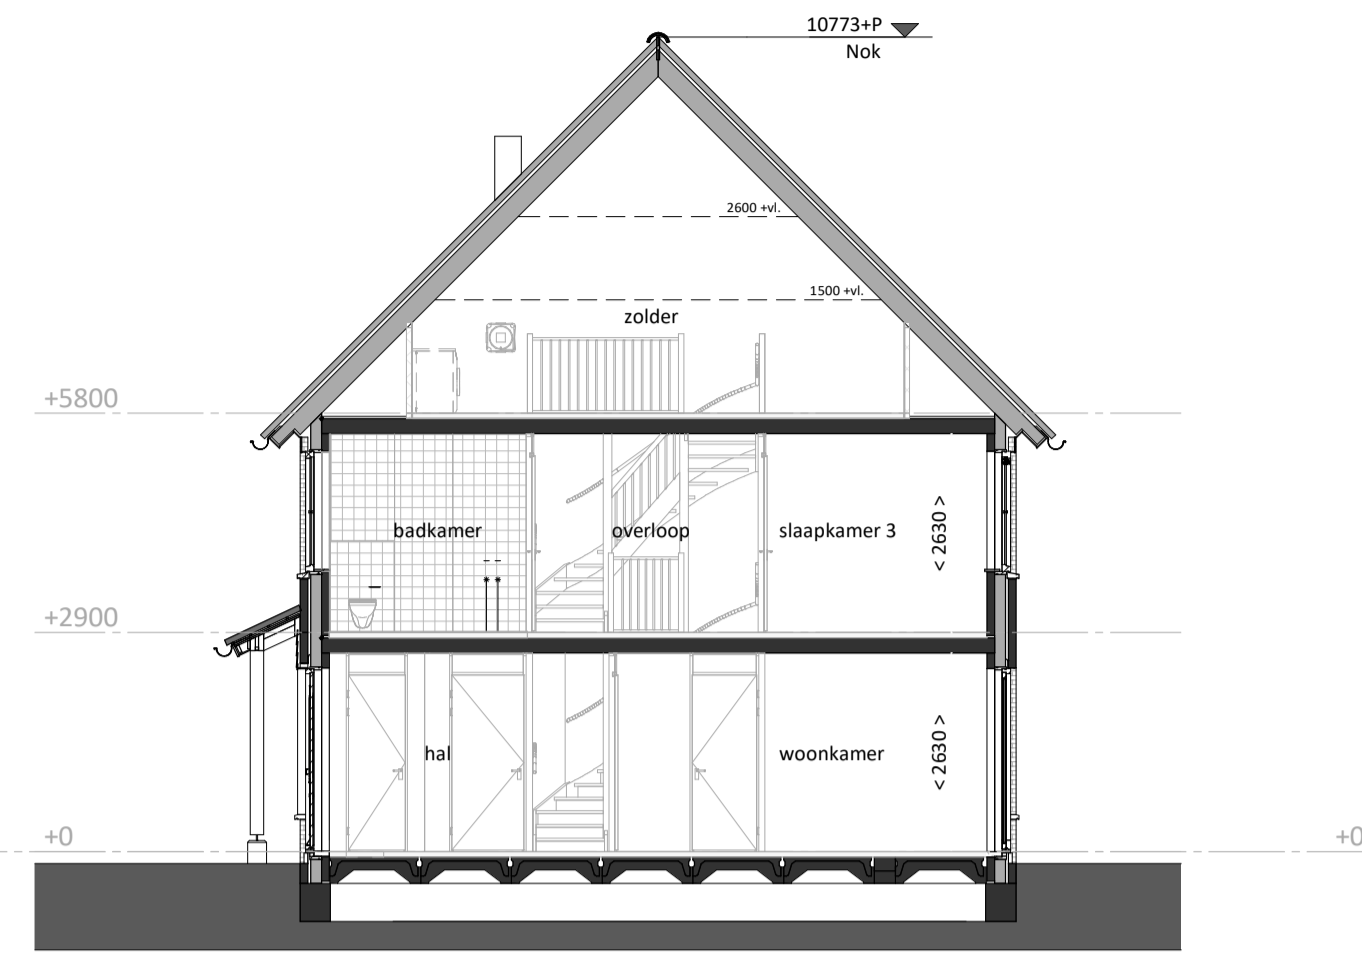 10773+P
Nok
2600 +vl.
1500 +vl.
zolder
+5800
badkamer
overloop
slaapkamer 3
< 2630 >
+2900
hal
woonkamer
< 2630 >
+0
+0